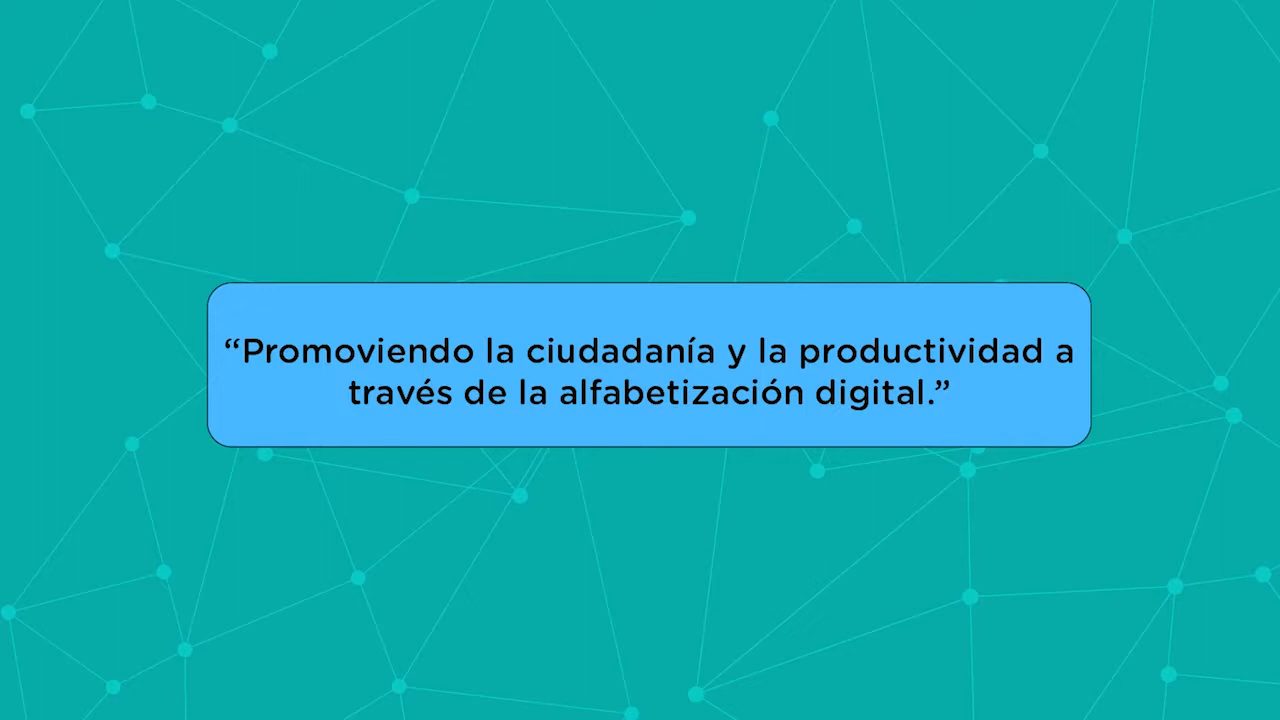 “Promoviendo la ciudadanía y la productividad a
través de la alfabetización digital.”